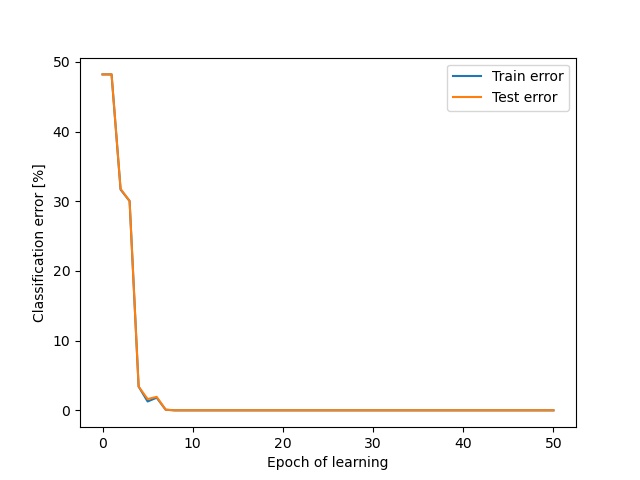 50
40
30
20
10
0
Classification error [%]
Train error
Test error
0 10 20 30 40 50
Epoch of learning